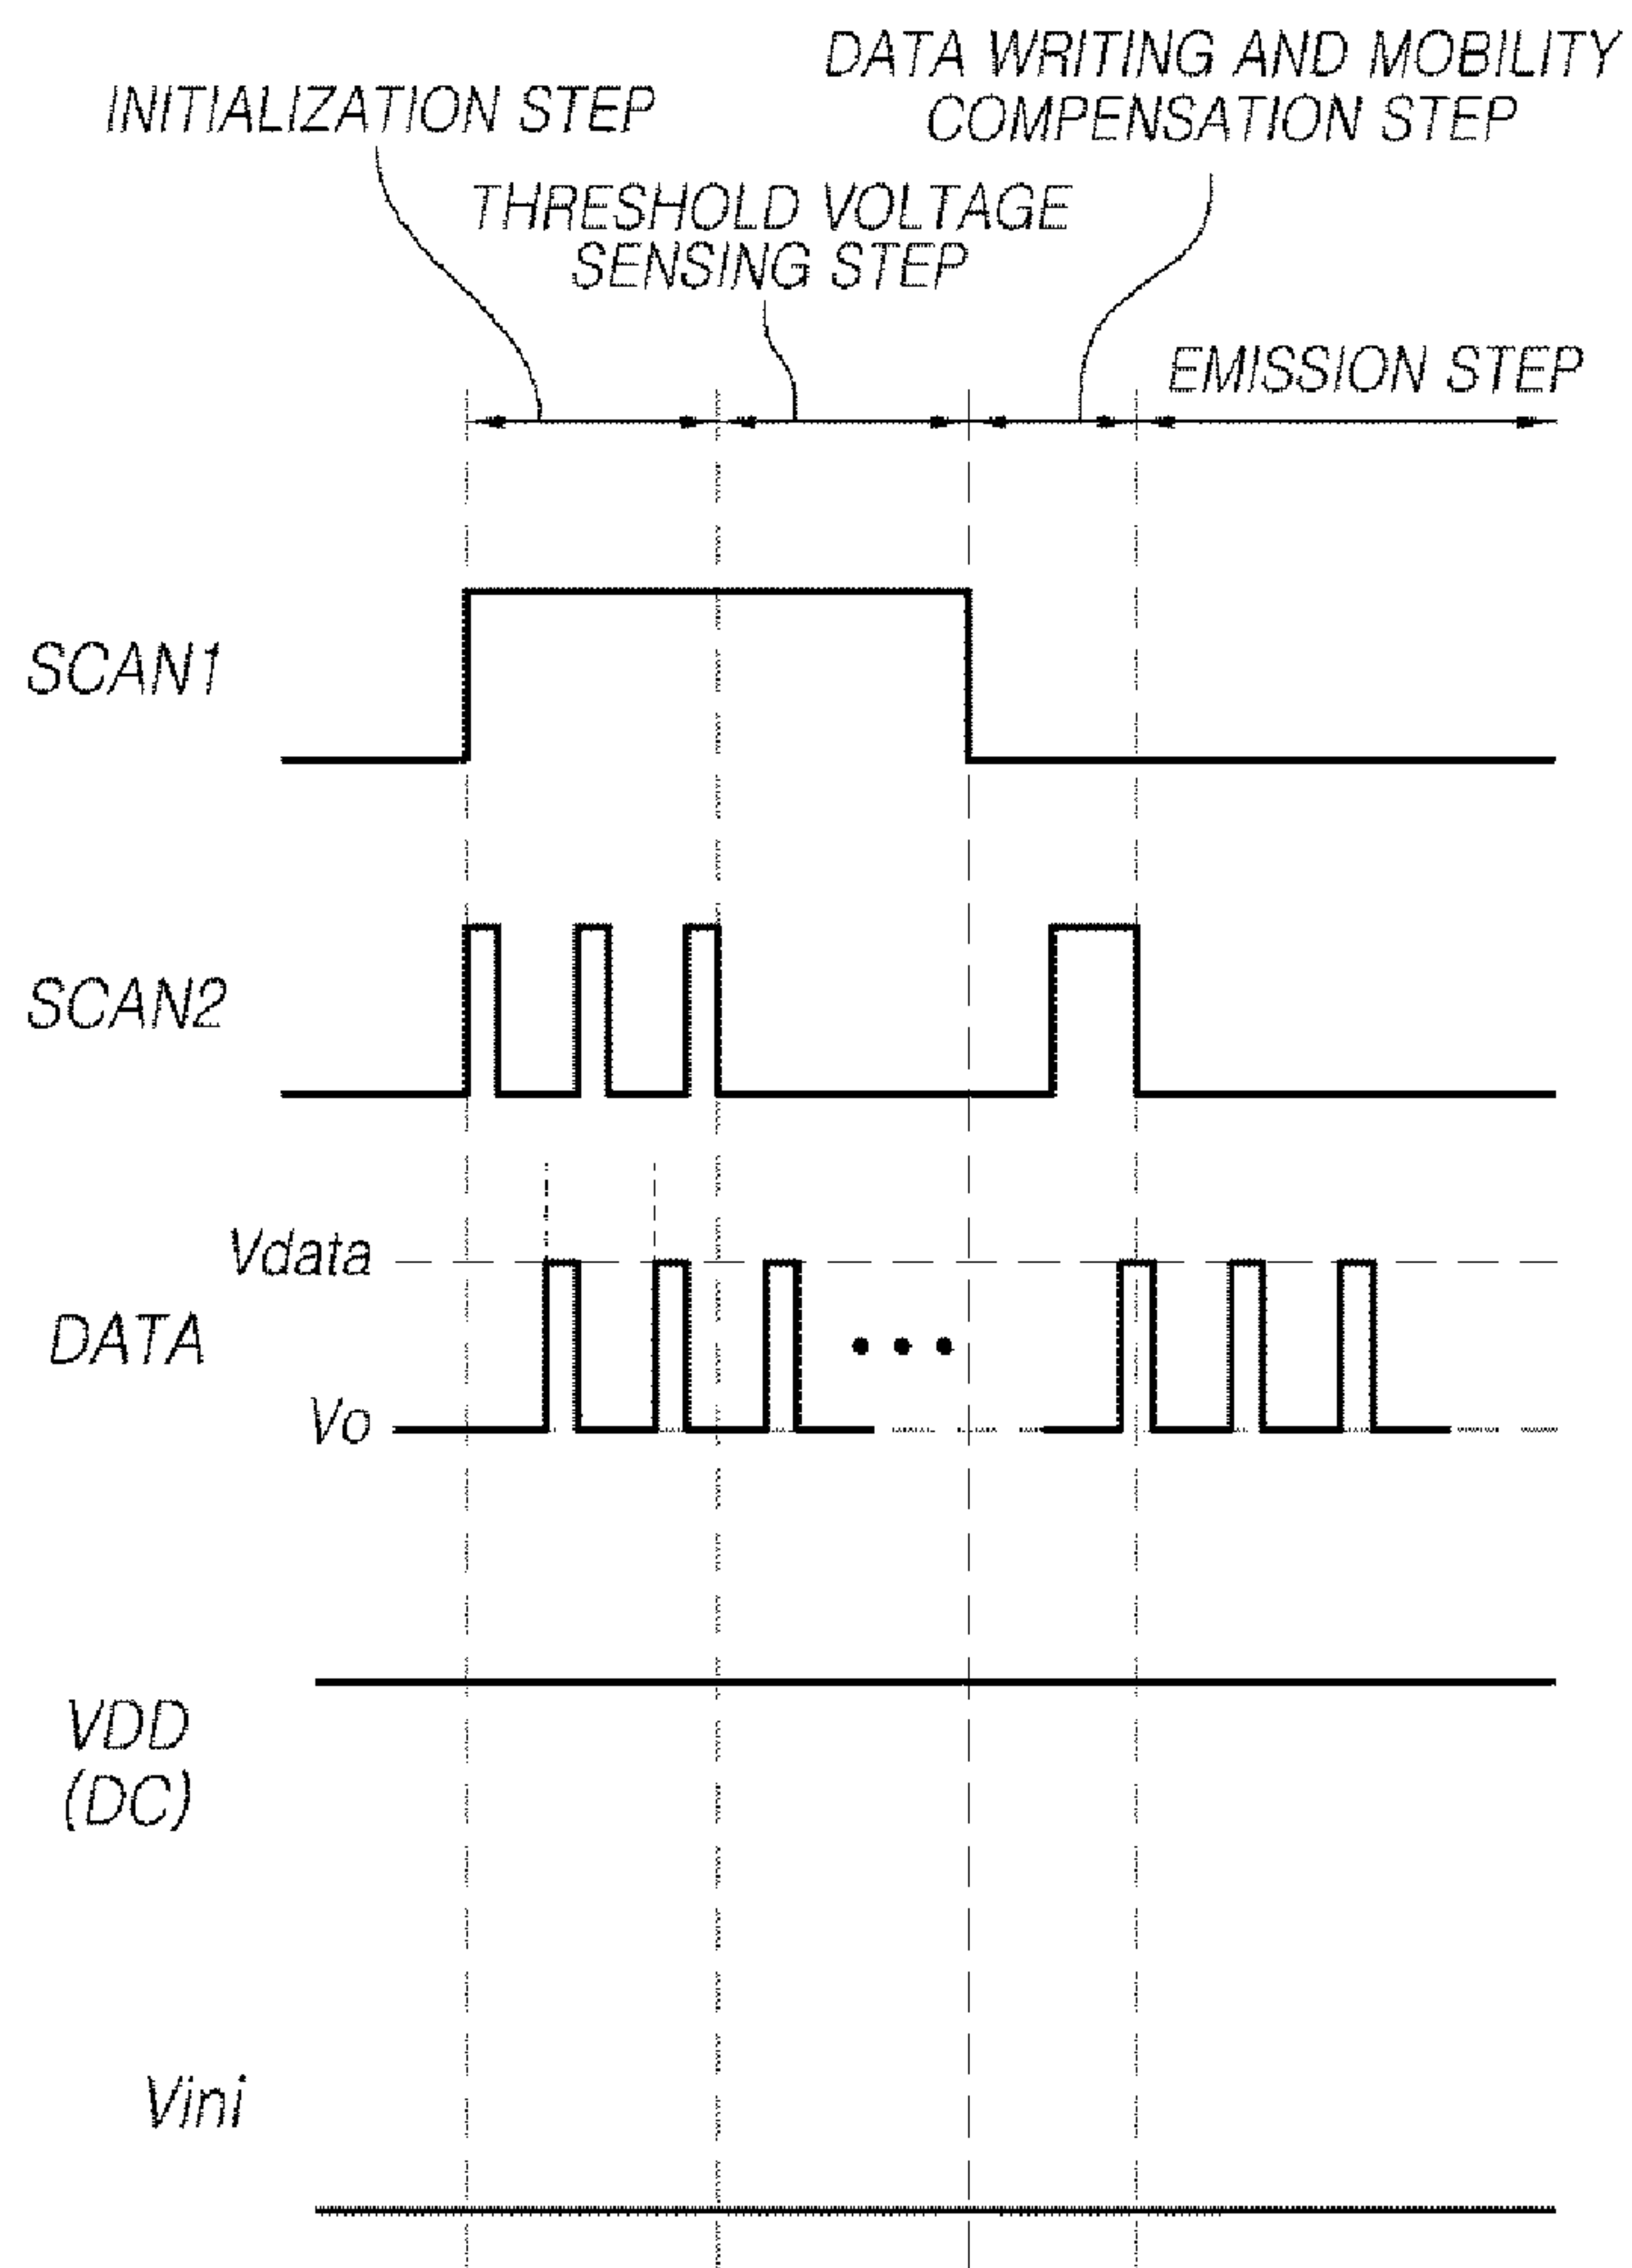 DATA WRITING AND MOBILITY
COMPENSATION STEP
INITIALIZATION STEP
THRESHOLD VOLTAGE
SENSING STEP
EMISSION STEP
SCAN1
SCAN2
Vdata
DATA
Vo
VDD
(DC)
Vini